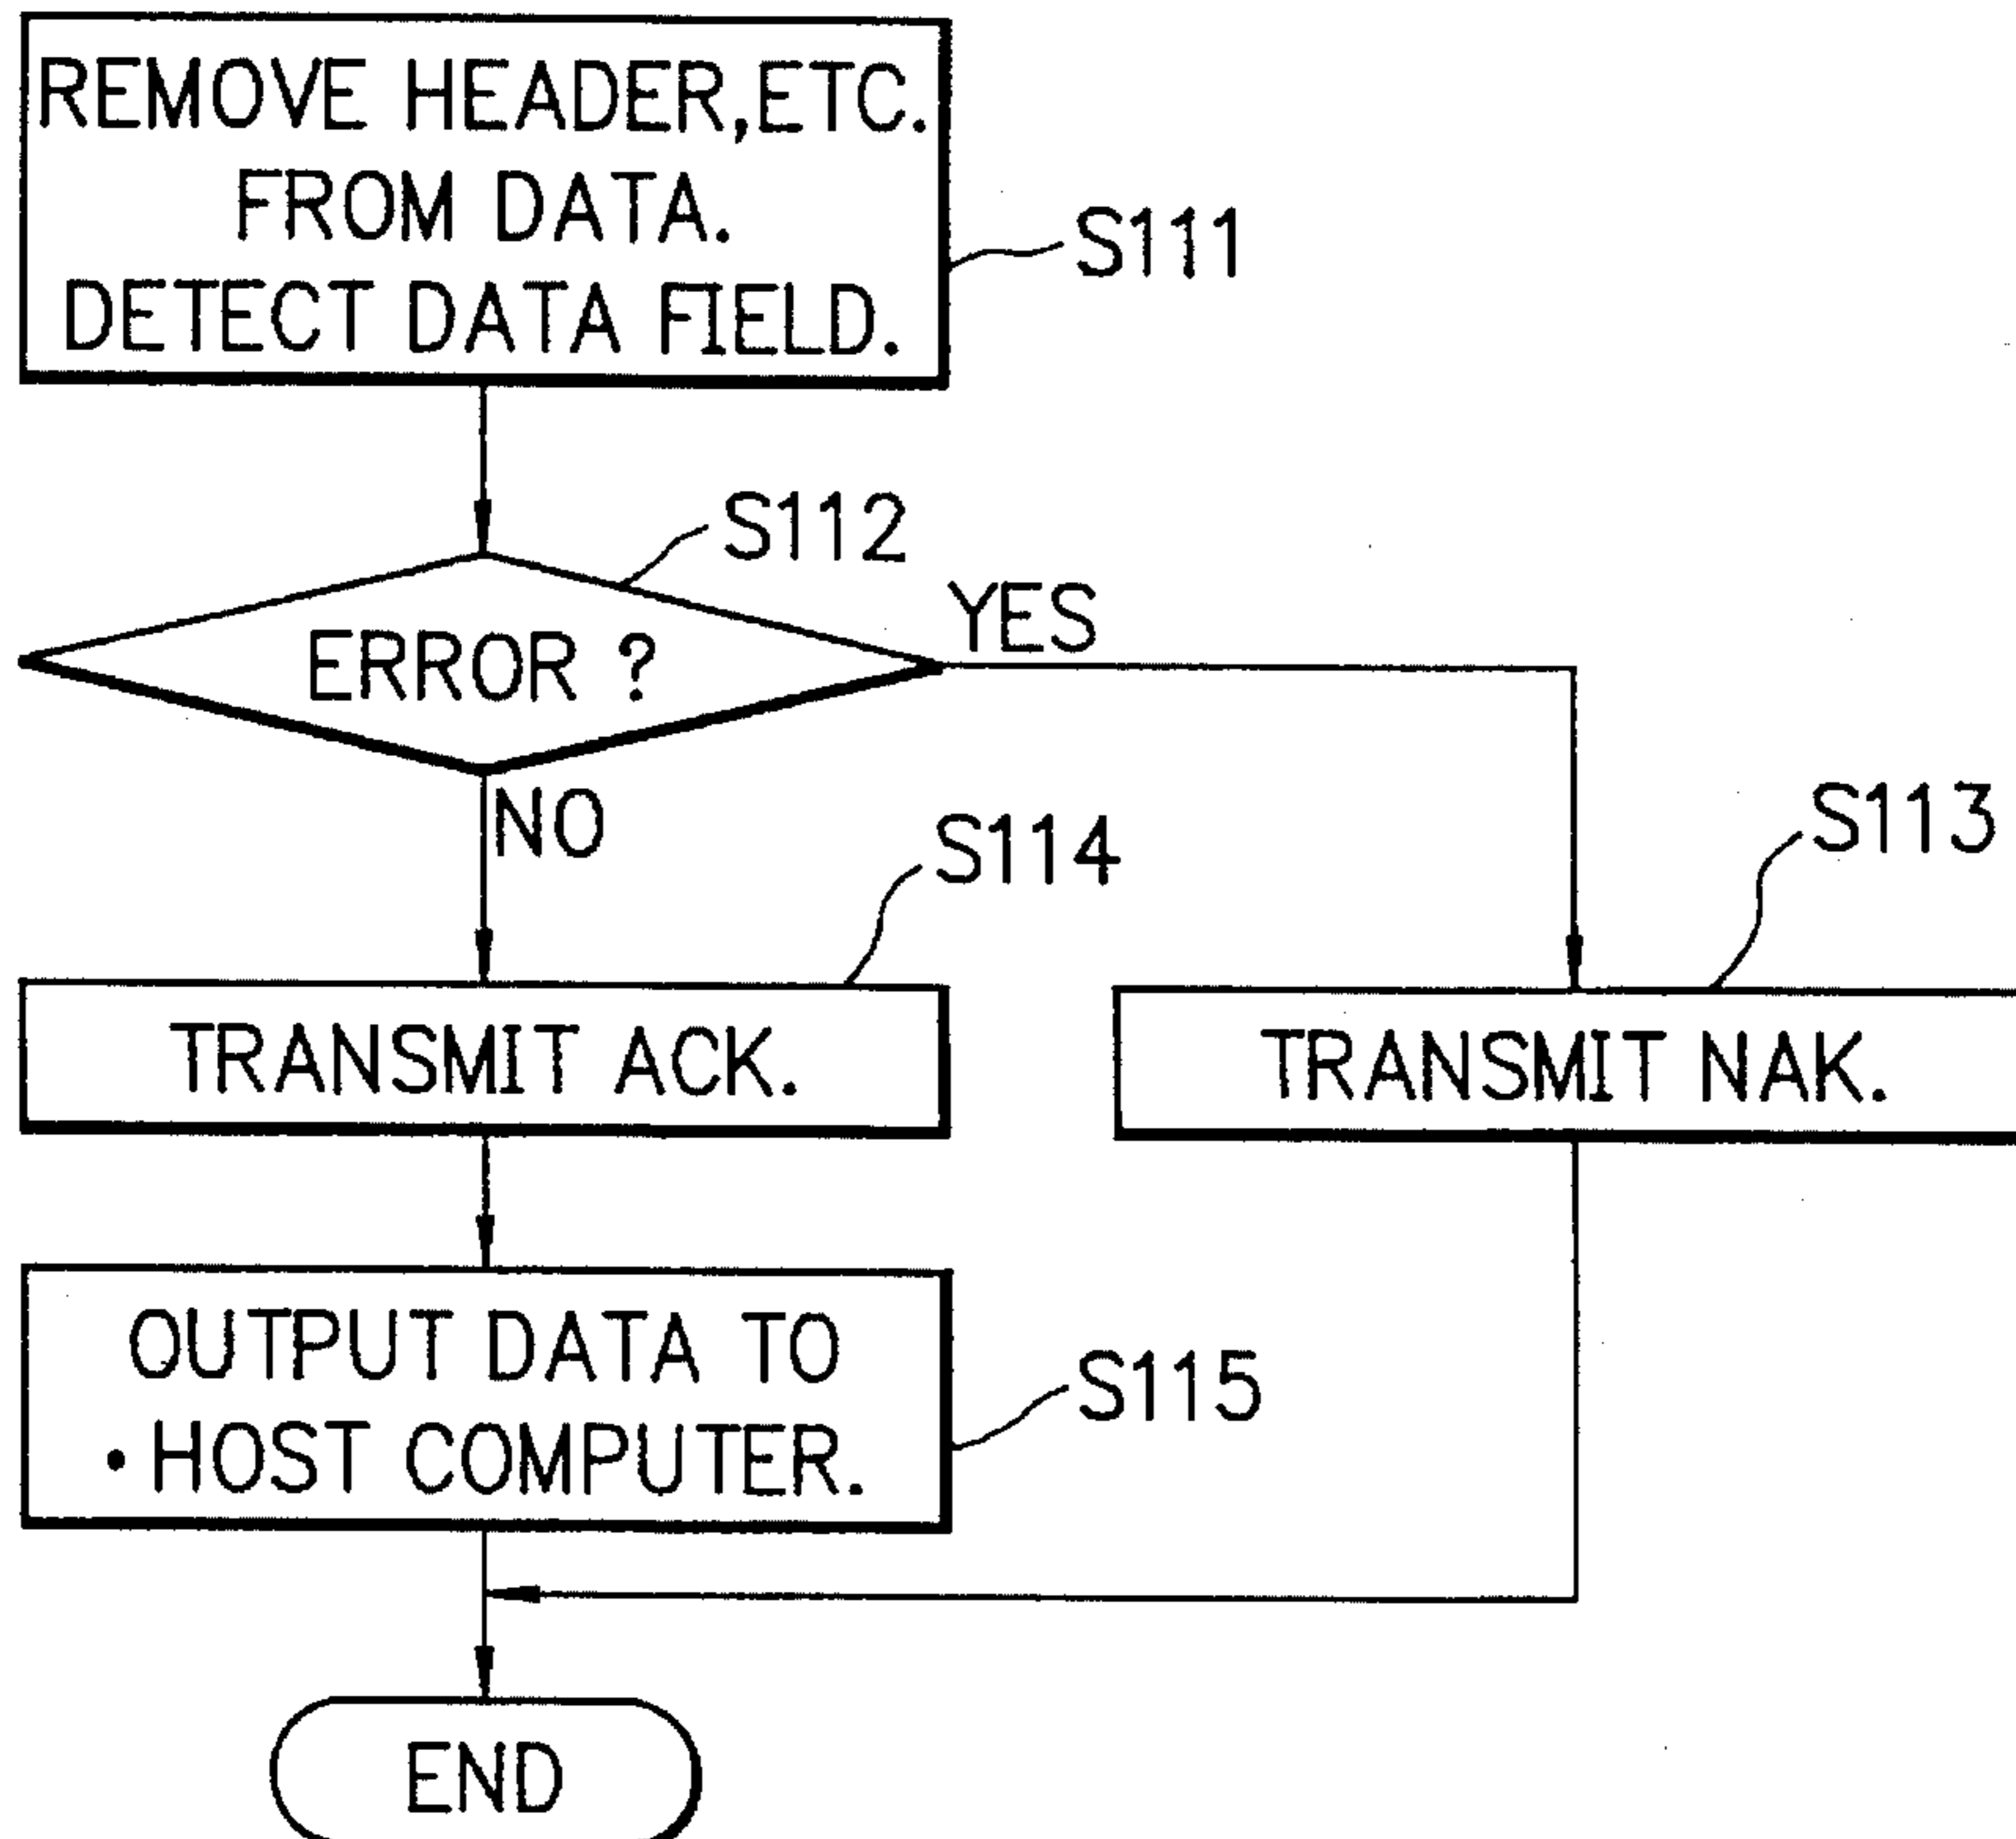 REMOVE HEADER,ETC.
FROM DATA.
DETECT DATA FIELD.
S111
S112
ERROR ?
YES
NO
S114
S113
TRANSMIT ACK.
TRANSMIT NAK.
OUTPUT DATA TO
HOST COMPUTER.
S115
END